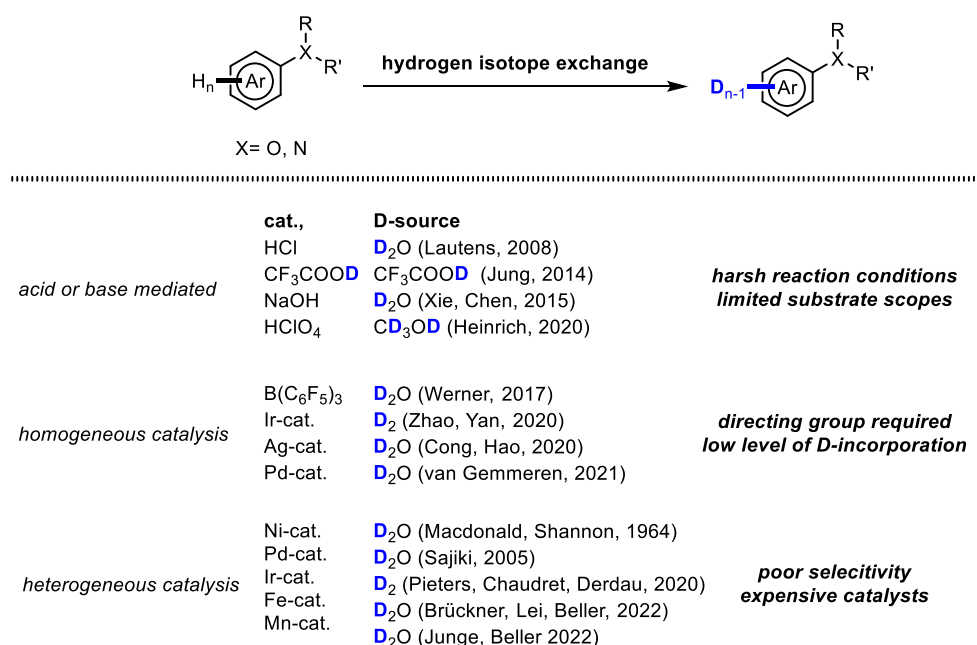 R
X
R'
Hn
Ar
hydrogen isotope exchange
R
X
R'
Dn-1
Ar
X= O, N
cat., D-source
HCl D2O (Lautens, 2008)
CF3COOD CF3COOD (Jung, 2014)
NaOH D2O (Xie, Chen, 2015)
HClO4 CD3OD (Heinrich, 2020)
acid or base mediated
harsh reaction conditions
limited substrate scopes
B(C6F5)3 D2O (Werner, 2017)
Ir-cat. D2 (Zhao, Yan, 2020)
Ag-cat. D2O (Cong, Hao, 2020)
Pd-cat. D2O (van Gemmeren, 2021)
homogeneous catalysis
directing group required
low level of D-incorporation
Ni-cat. D2O (Macdonald, Shannon, 1964)
Pd-cat. D2O (Sajiki, 2005)
Ir-cat. D2 (Pieters, Chaudret, Derdau, 2020)
Fe-cat. D2O (Brückner, Lei, Beller, 2022)
Mn-cat. D2O (Junge, Beller 2022)
heterogeneous catalysis
poor selecitivity
expensive catalysts